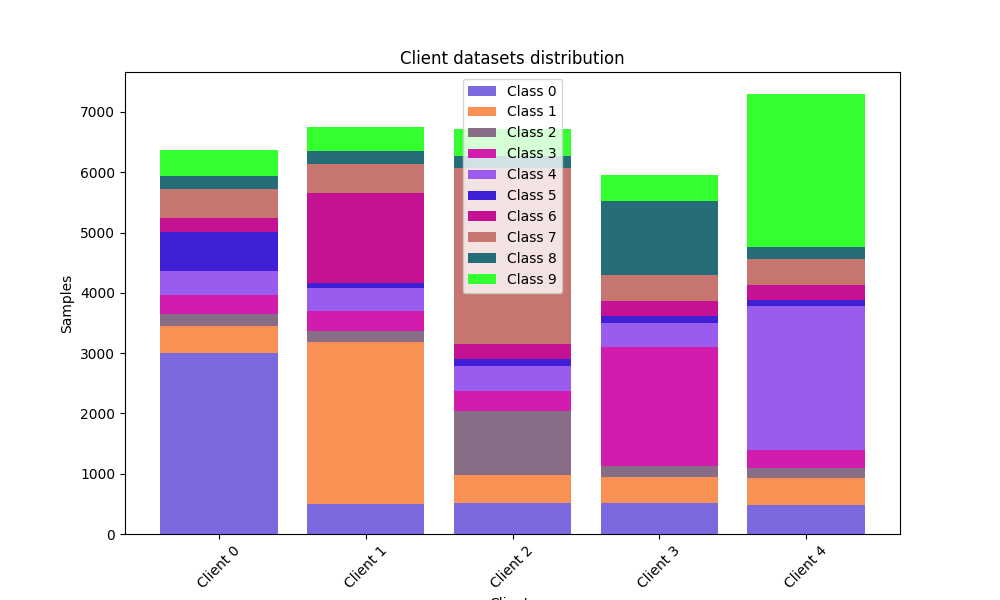 Client datasets distribution
Class 0
Class 1
Class 2
Class 3
Class 4
Class 5
Class 6
Class 7
Class 8
Class 9
Samples
7000
6000
5000
4000
3000
2000
1000
0
Client 0
Client 1
Client 2
Client 3
Client 4